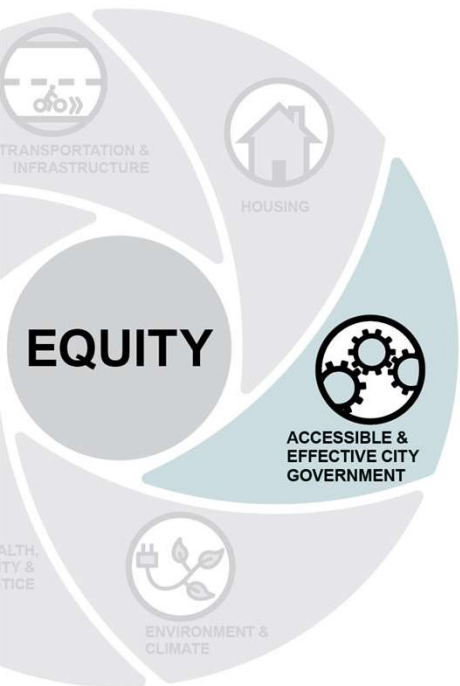 TRANSPORTATION &
INFRASTRUCTURE
HOUSING
EQUITY
ACCESSIBLE &
EFFECTIVE CITY
GOVERNMENT
ENVIRONMENT &
CLIMATE